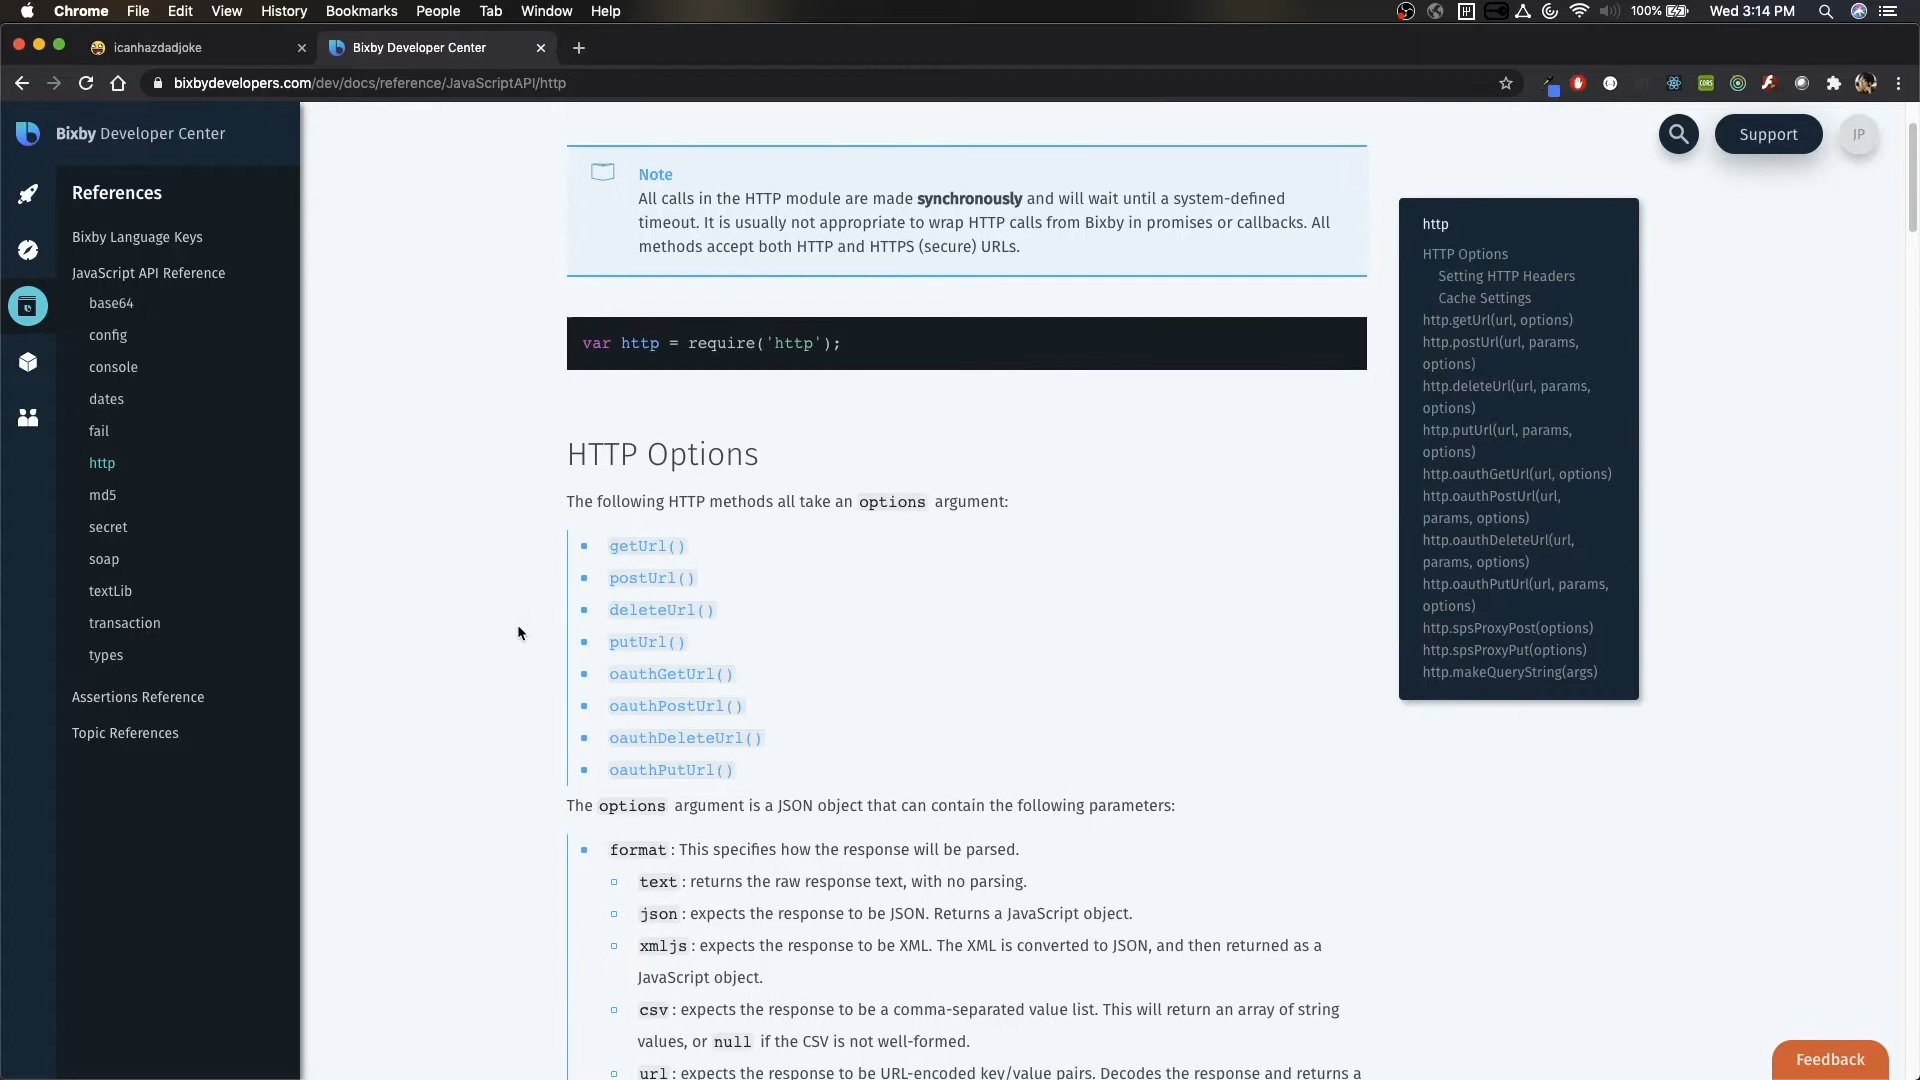 Chrome File Edit View History Bookmarks People Tab Window Help
100% Wed 3:14 PM
icanhazdadjoke
Bixby Developer Center
bixbydevelopers.com/dev/docs/reference/JavaScriptAPI/http
Bixby Developer Center
References
Bixby Language Keys
JavaScript API Reference
base64
config
console
dates
fail
http
md5
secret
soap
textLib
transaction
types
Assertions Reference
Topic References
Note
All calls in the HTTP module are made synchronously and will wait until a system-defined
timeout. It is usually not appropriate to wrap HTTP calls from Bixby in promises or callbacks. All
methods accept both HTTP and HTTPS (secure) URLs.
var http = require('http');
HTTP Options
The following HTTP methods all take an options argument:
getUrl()
postUrl()
deleteUrl()
putUrl()
oauthGetUrl()
oauthPostUrl()
oauthDeleteUrl()
oauthPutUrl()
The options argument is a JSON object that can contain the following parameters:
format: This specifies how the response will be parsed.
text: returns the raw response text, with no parsing.
json: expects the response to be JSON. Returns a JavaScript object.
xmljs: expects the response to be XML. The XML is converted to JSON, and then returned as a
JavaScript object.
csv: expects the response to be a comma-separated value list. This will return an array of string
values, or null if the CSV is not well-formed.
url: expects the response to be URL-encoded key/value pairs. Decodes the response and returns a
Support
JP
http
HTTP Options
Setting HTTP Headers
Cache Settings
http.getUrl(url, options)
http.postUrl(url, params,
options)
http.deleteUrl(url, params,
options)
http.putUrl(url, params,
options)
http.oauthGetUrl(url, options)
http.oauthPostUrl(url,
params, options)
http.oauthDeleteUrl(url,
params, options)
http.oauthPutUrl(url, params,
options)
http.spsProxyPost(options)
http.spsProxyPut(options)
http.makeQueryString(args)
Feedback